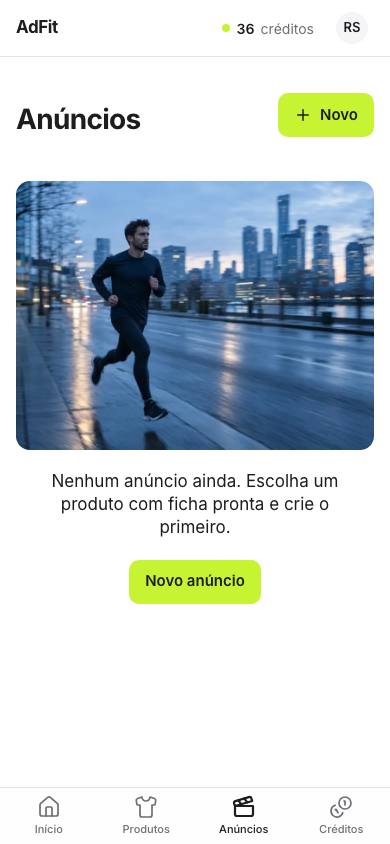 AdFit
36 créditos
RS
Anúncios
+ Novo
Nenhum anúncio ainda. Escolha um
produto com ficha pronta e crie o
primeiro.
Novo anúncio
Início
Produtos
Anúncios
Créditos